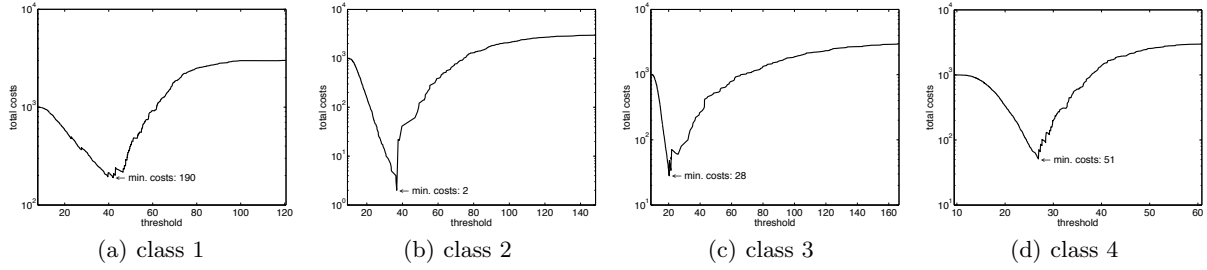 10^4
10^3
10^2
total costs
min. costs: 190
20 40 60 80 100 120
threshold
(a) class 1
10^4
10^3
10^2
10^1
10^0
total costs
min. costs: 2
20 40 60 80 100 120 140
threshold
(b) class 2
10^4
10^3
10^2
10^1
total costs
min. costs: 28
20 40 60 80 100 120 140 160
threshold
(c) class 3
10^4
10^3
10^2
10^1
total costs
min. costs: 51
10 20 30 40 50 60
threshold
(d) class 4